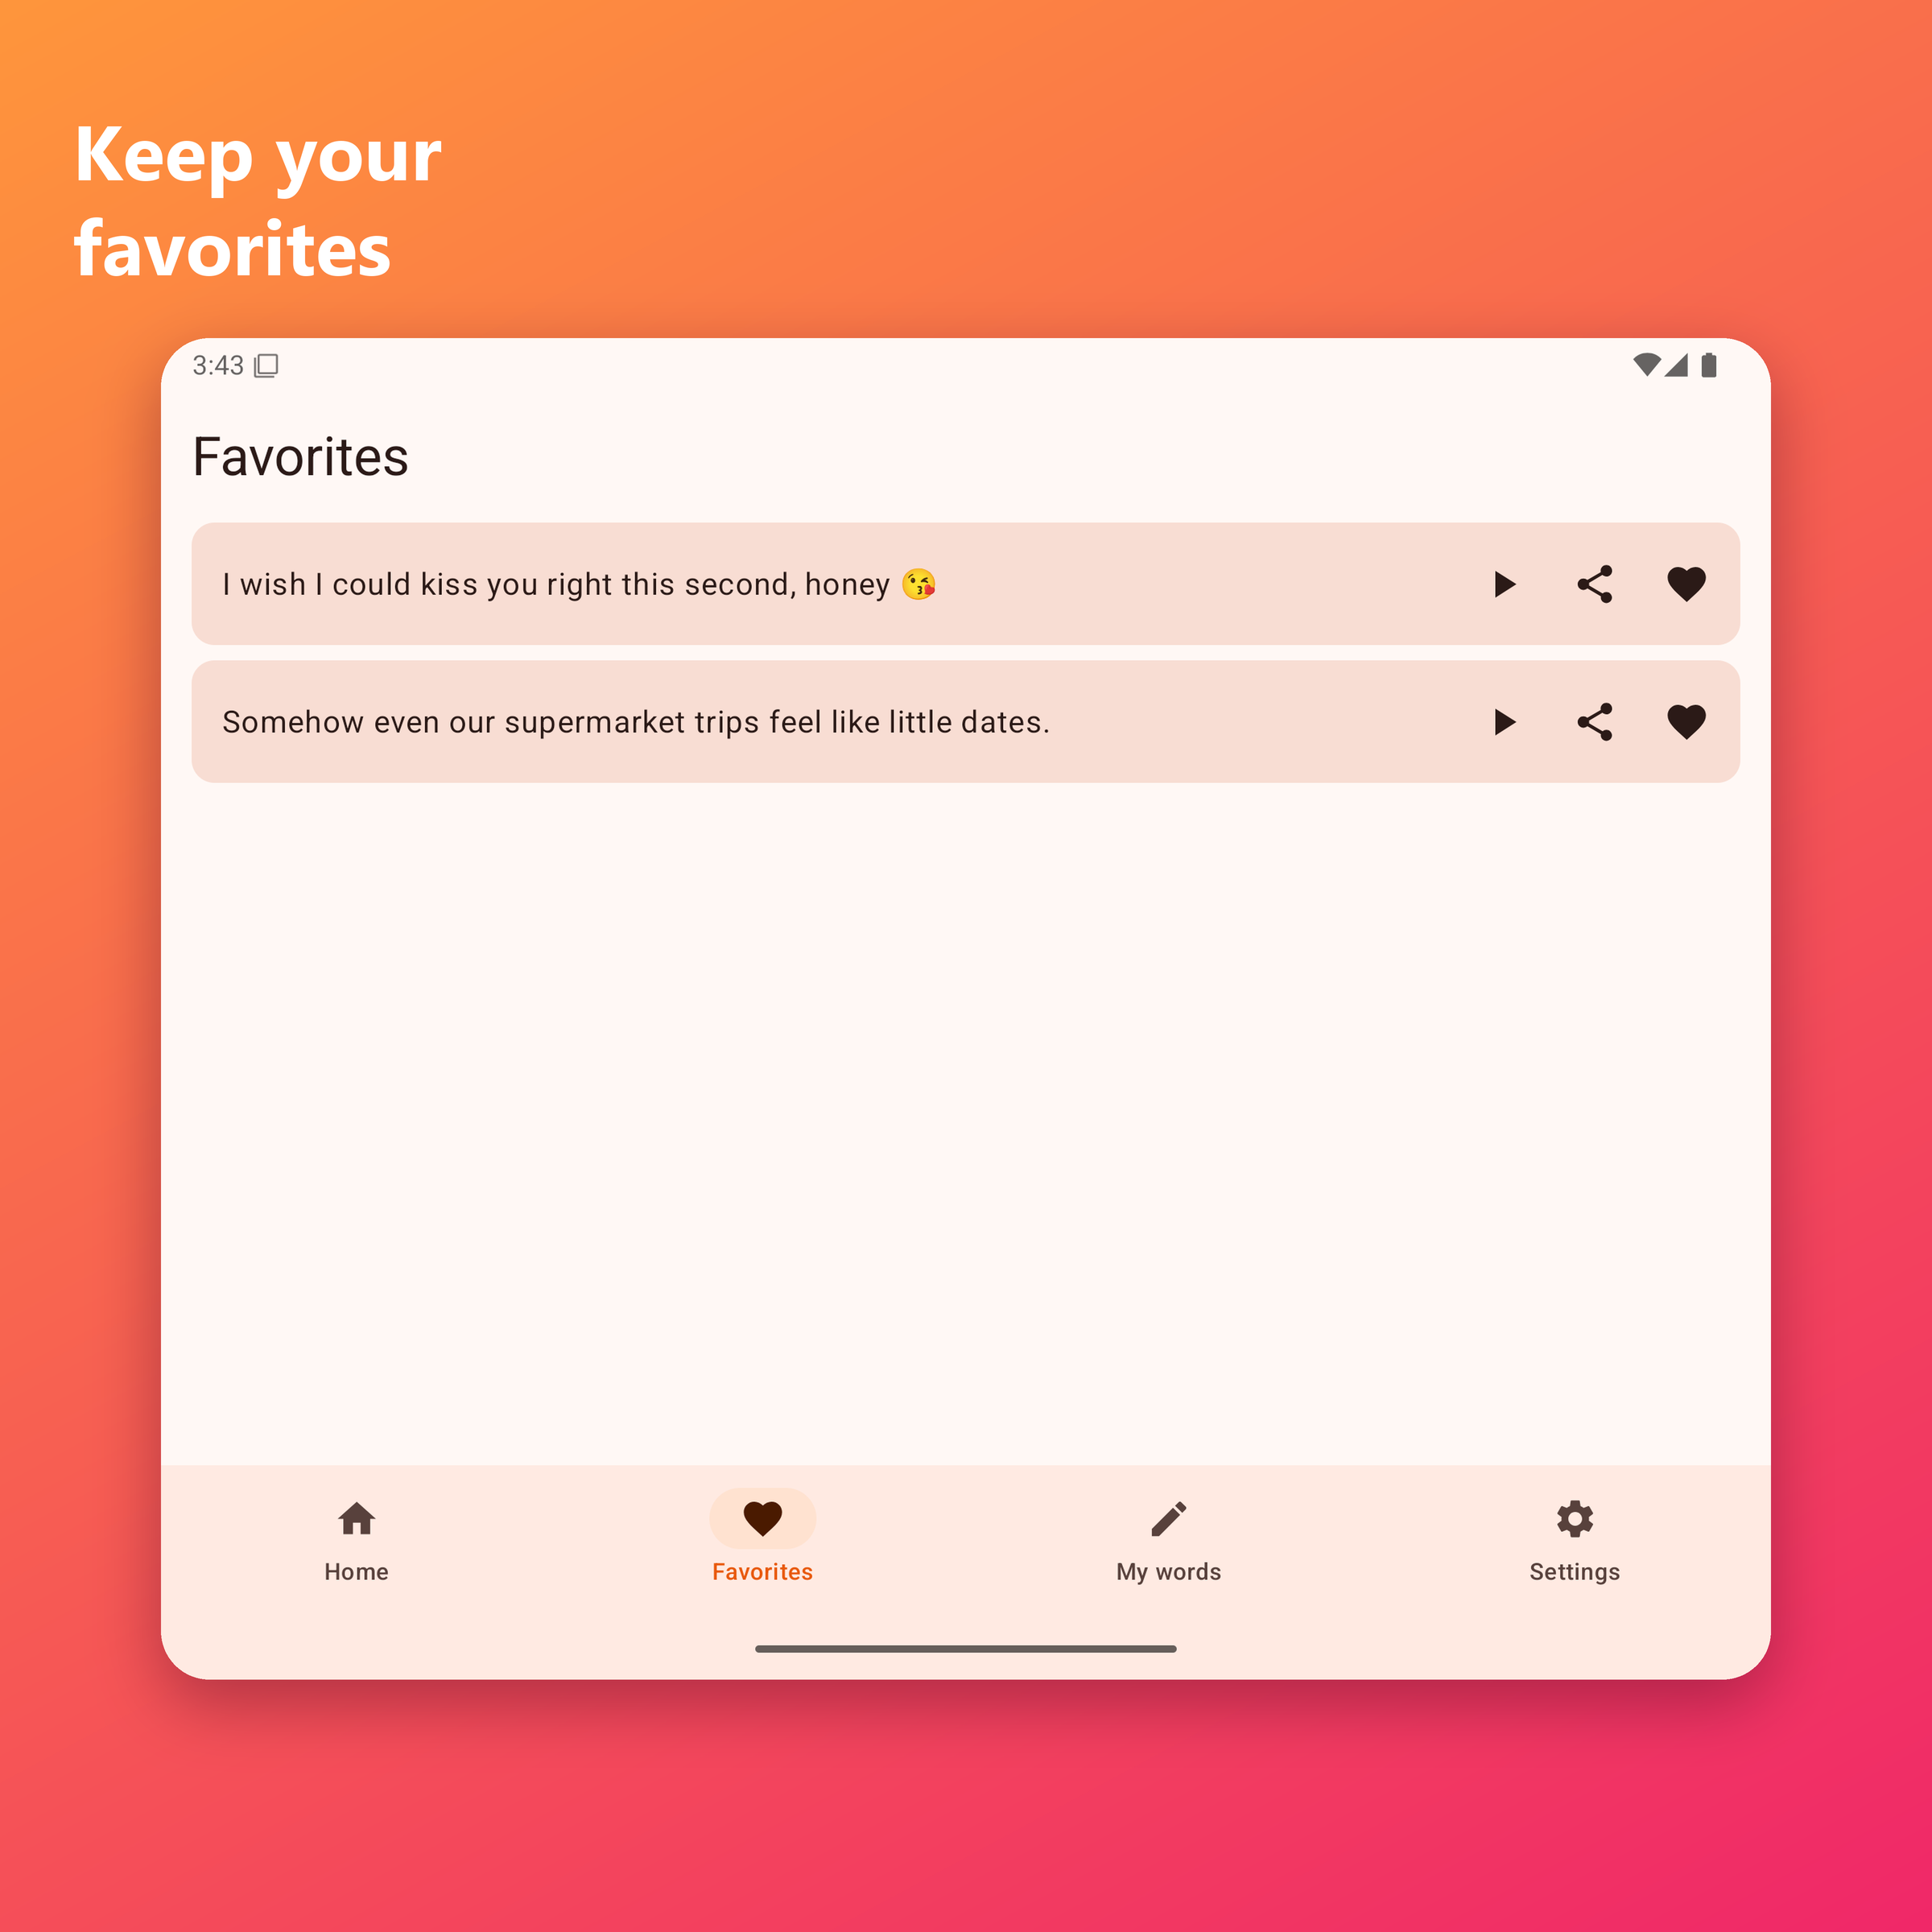 Keep your
favorites
3:43
Favorites
I wish I could kiss you right this second, honey 😘
Somehow even our supermarket trips feel like little dates.
Home
Favorites
My words
Settings